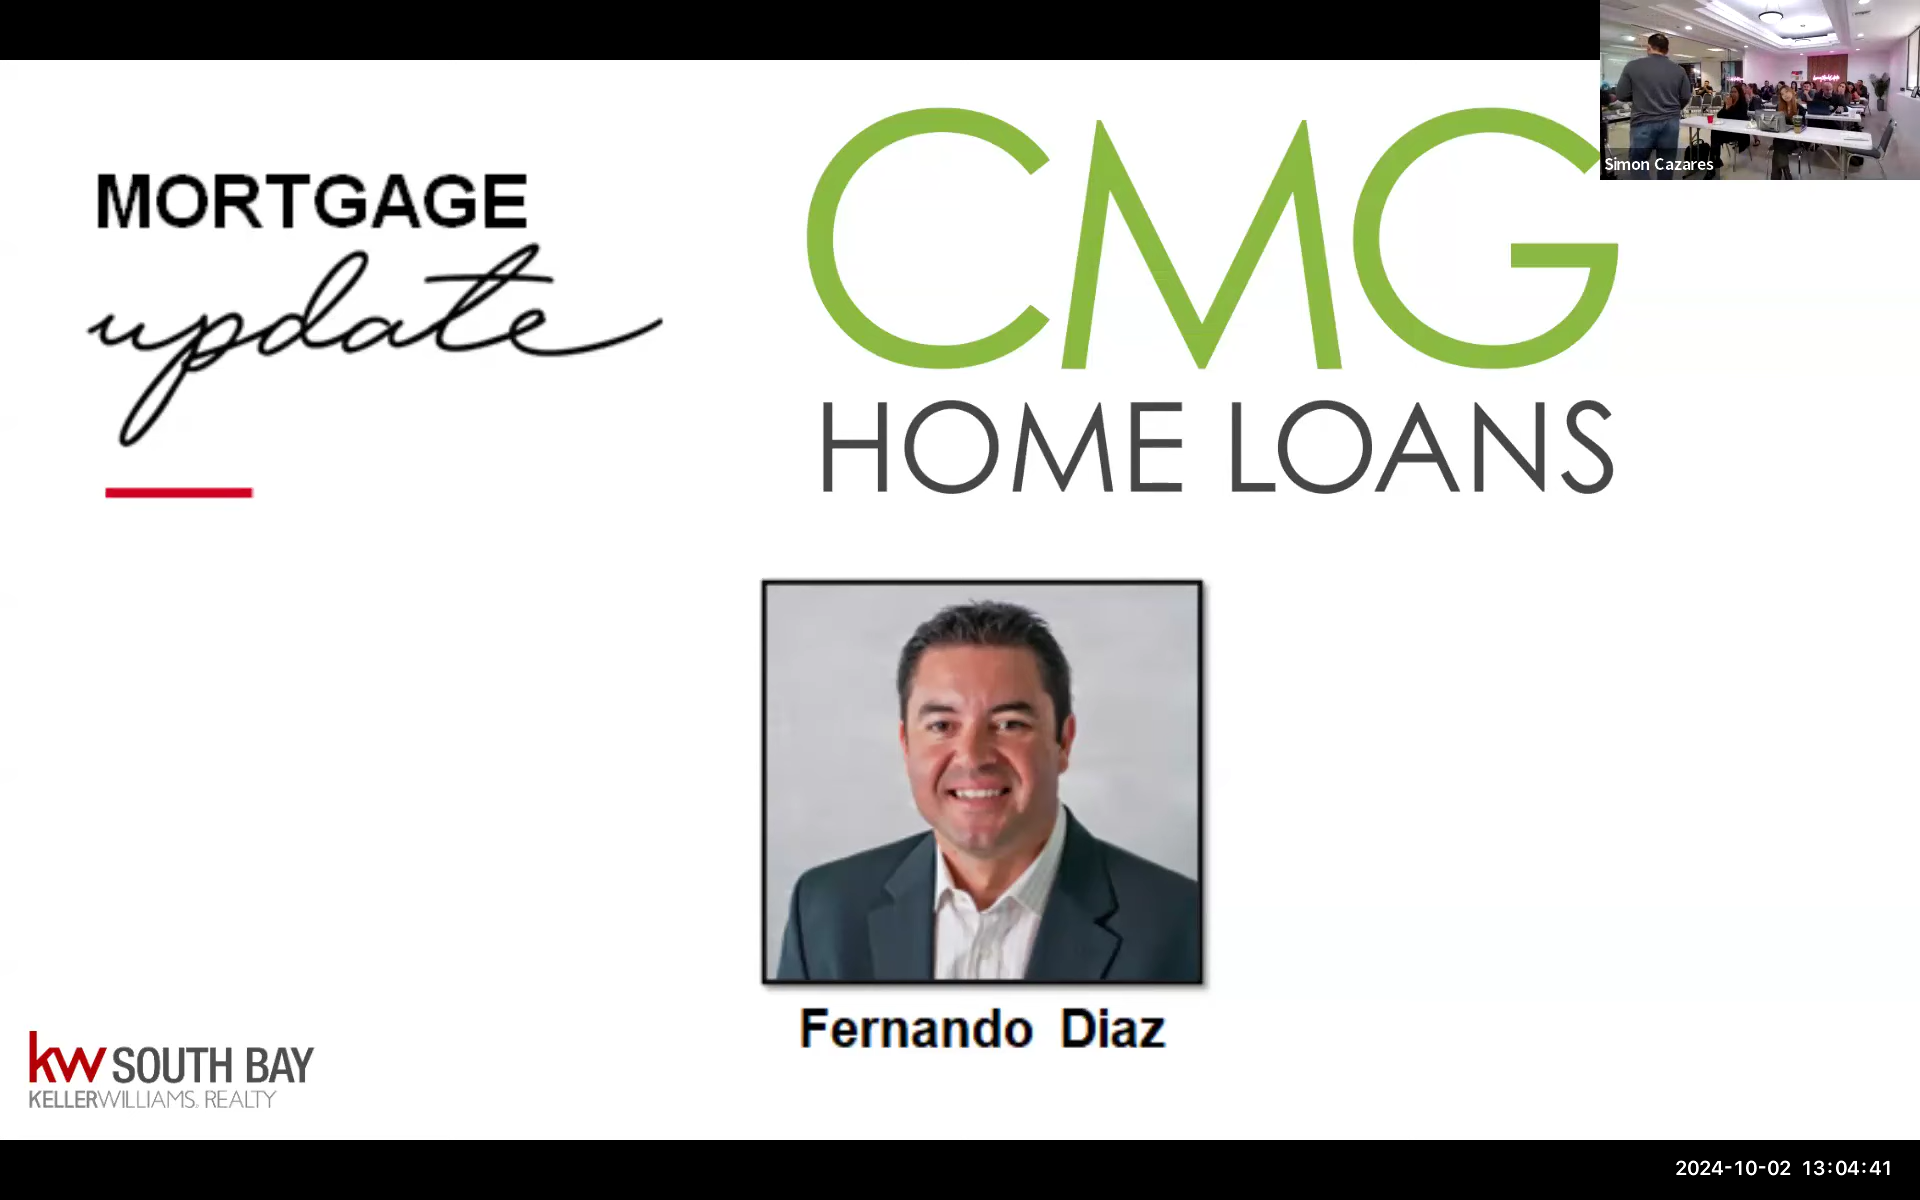 MORTGAGE
update
CMG
HOME LOANS
Simon Cazares
Fernando Diaz
kw SOUTH BAY
KELLERWILLIAMS. REALTY
2024-10-02 13:04:41